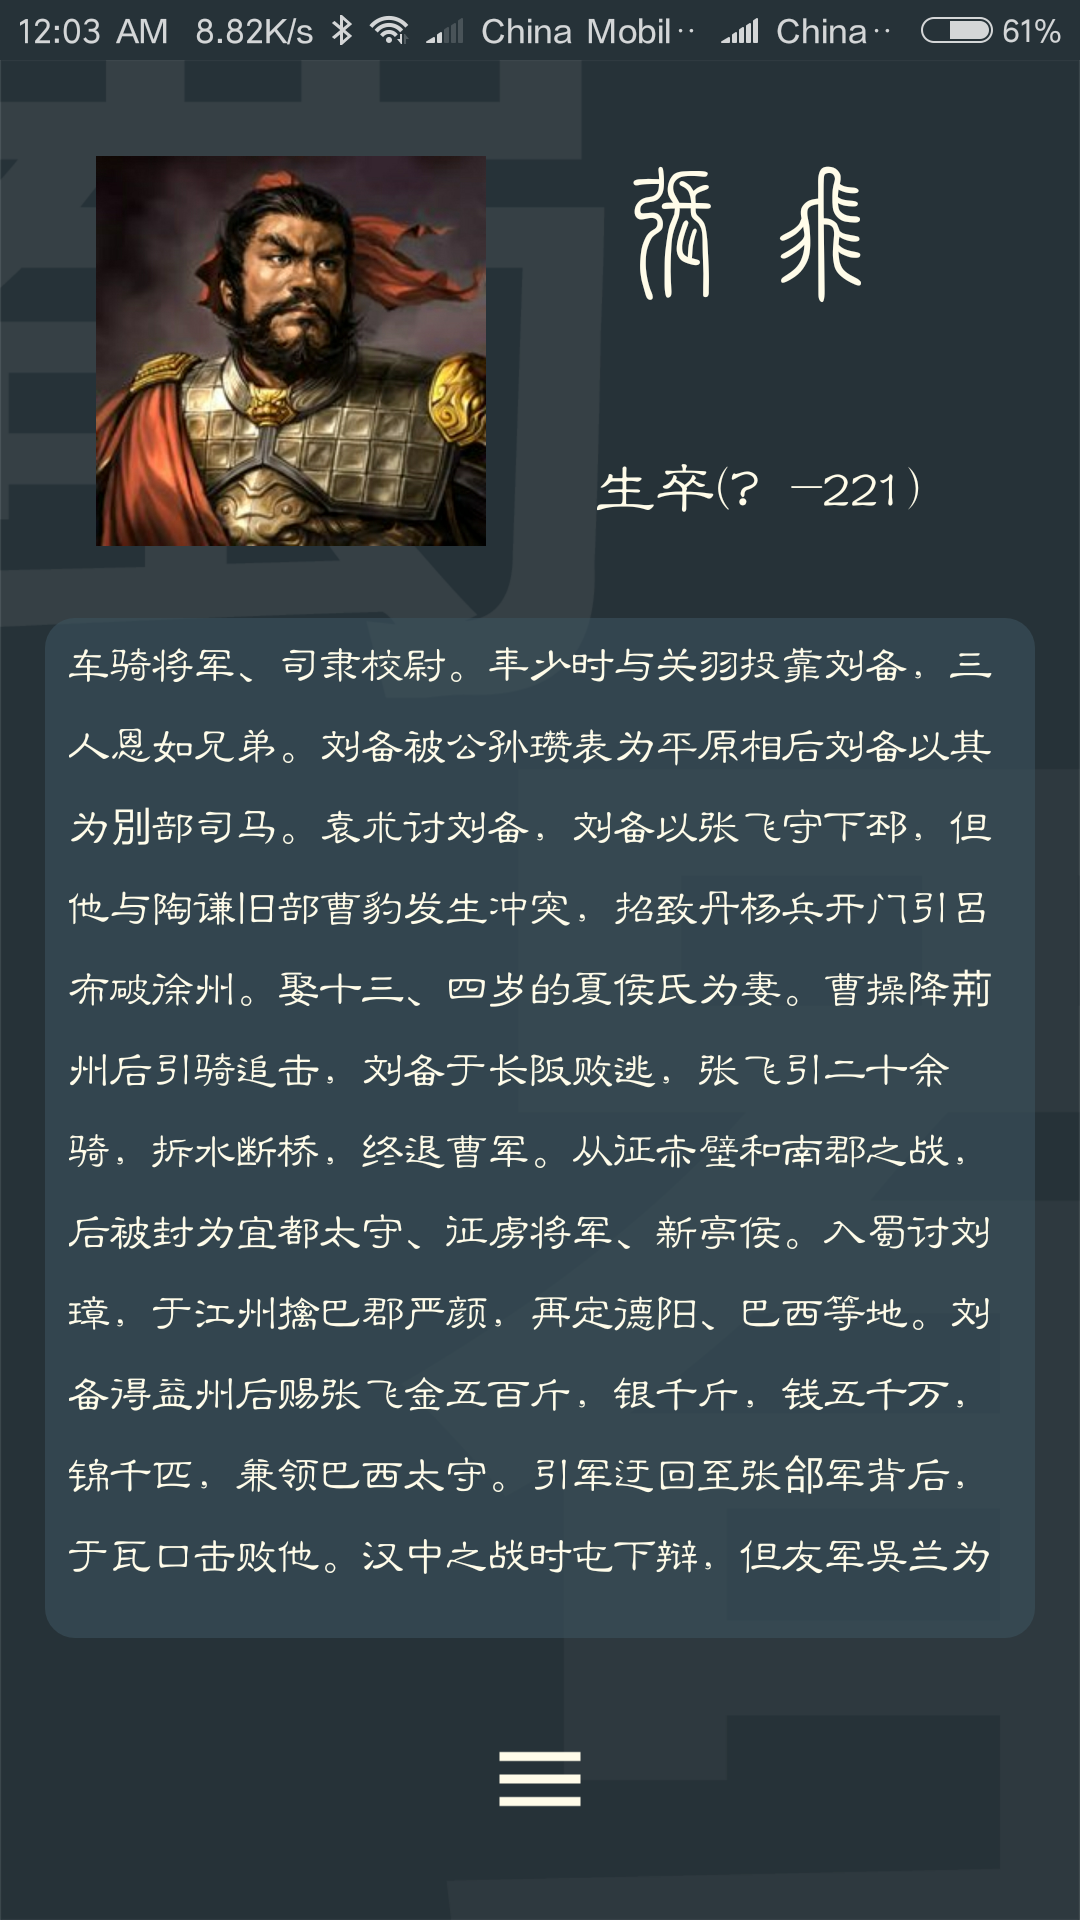 12:03 AM 8.82K/s China Mobil·· China·· 61%
張 飛
生卒(? -221)
车骑将军、司隶校尉。年少时与关羽投靠刘备，三
人恩如兄弟。刘备被公孙瓒表为平原相后刘备以其
为別部司马。袁术讨刘备，刘备以张飞守下邳，但
他与陶谦旧部曹豹发生冲突，招致丹杨兵开门引吕
布破徐州。娶十三、四岁的夏侯氏为妻。曹操降荊
州后引骑追击，刘备于长阪败逃，张飞引二十余
骑，拆水断桥，终退曹军。从征赤壁和南郡之战，
后被封为宜都太守、征虏将军、新亭侯。入蜀讨刘
璋，于江州擒巴郡严颜，再定德阳、巴西等地。刘
备得益州后赐张飞金五百斤，银千斤，钱五千万，
锦千匹，兼领巴西太守。引军迂回至张郃军背后，
于瓦口击败他。汉中之战时屯下辩，但友军吳兰为